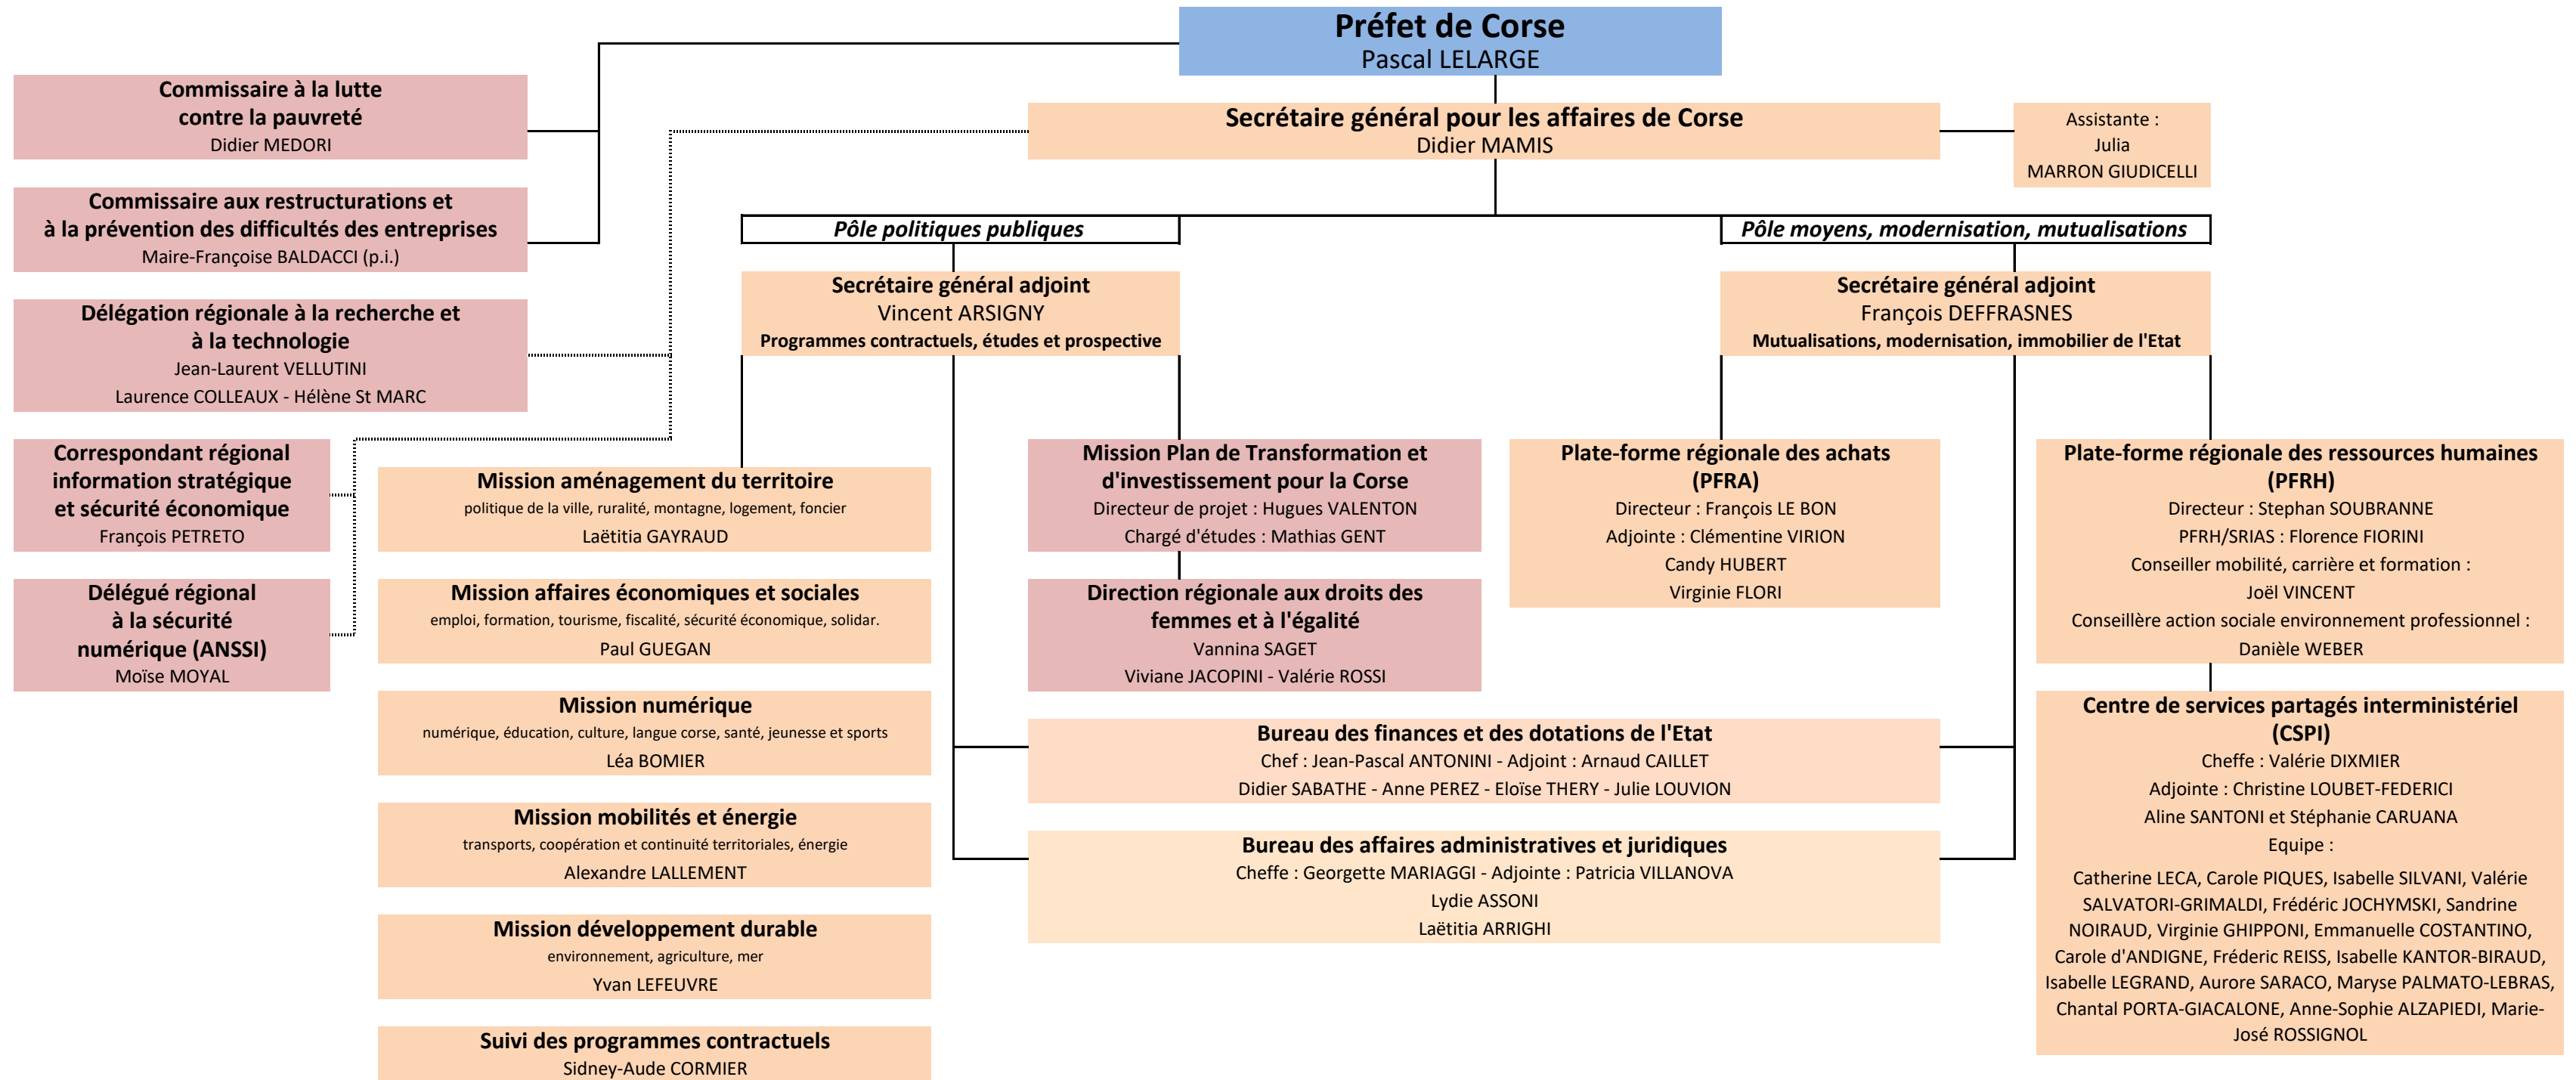 Préfet de Corse
Pascal LELARGE
Commissaire à la lutte
contre la pauvreté
Didier MEDORI
Secrétaire général pour les affaires de Corse
Didier MAMIS
Assistante :
Julia
MARRON GIUDICELLI
Commissaire aux restructurations et
à la prévention des difficultés des entreprises
Maire-Françoise BALDACCI (p.i.)
Pôle politiques publiques
Pôle moyens, modernisation, mutualisations
Délégation régionale à la recherche et
à la technologie
Jean-Laurent VELLUTINI
Laurence COLLEAUX - Hélène St MARC
Secrétaire général adjoint
Vincent ARSIGNY
Programmes contractuels, études et prospective
Secrétaire général adjoint
François DEFFRASNES
Mutualisations, modernisation, immobilier de l'Etat
Correspondant régional
information stratégique
et sécurité économique
François PETRETO
Délégué régional
à la sécurité
numérique (ANSSI)
Moïse MOYAL
Mission aménagement du territoire
politique de la ville, ruralité, montagne, logement, foncier
Laëtitia GAYRAUD
Mission affaires économiques et sociales
emploi, formation, tourisme, fiscalité, sécurité économique, solidar.
Paul GUEGAN
Mission numérique
numérique, éducation, culture, langue corse, santé, jeunesse et sports
Léa BOMIER
Mission mobilités et énergie
transports, coopération et continuité territoriales, énergie
Alexandre LALLEMENT
Mission développement durable
environnement, agriculture, mer
Yvan LEFEUVRE
Suivi des programmes contractuels
Sidney-Aude CORMIER
Mission Plan de Transformation et
d'investissement pour la Corse
Directeur de projet : Hugues VALENTON
Chargé d'études : Mathias GENT
Direction régionale aux droits des
femmes et à l'égalité
Vannina SAGET
Viviane JACOPINI - Valérie ROSSI
Plate-forme régionale des achats
(PFRA)
Directeur : François LE BON
Adjointe : Clémentine VIRION
Candy HUBERT
Virginie FLORI
Bureau des finances et des dotations de l'Etat
Chef : Jean-Pascal ANTONINI - Adjoint : Arnaud CAILLET
Didier SABATHE - Anne PEREZ - Eloïse THERY - Julie LOUVION
Bureau des affaires administratives et juridiques
Cheffe : Georgette MARIAGGI - Adjointe : Patricia VILLANOVA
Lydie ASSONI
Laëtitia ARRIGHI
Plate-forme régionale des ressources humaines
(PFRH)
Directeur : Stephan SOUBRANNE
PFRH/SRIAS : Florence FIORINI
Conseiller mobilité, carrière et formation :
Joël VINCENT
Conseillère action sociale environnement professionnel :
Danièle WEBER
Centre de services partagés interministériel
(CSPI)
Cheffe : Valérie DIXMIER
Adjointe : Christine LOUBET-FEDERICI
Aline SANTONI et Stéphanie CARUANA
Equipe :
Catherine LECA, Carole PIQUES, Isabelle SILVANI, Valérie
SALVATORI-GRIMALDI, Frédéric JOCHYMSKI, Sandrine
NOIRAUD, Virginie GHIPPONI, Emmanuelle COSTANTINO,
Carole d'ANDIGNE, Fréderic REISS, Isabelle KANTOR-BIRAUD,
Isabelle LEGRAND, Aurore SARACO, Maryse PALMATO-LEBRAS,
Chantal PORTA-GIACALONE, Anne-Sophie ALZAPIEDI, Marie-
José ROSSIGNOL